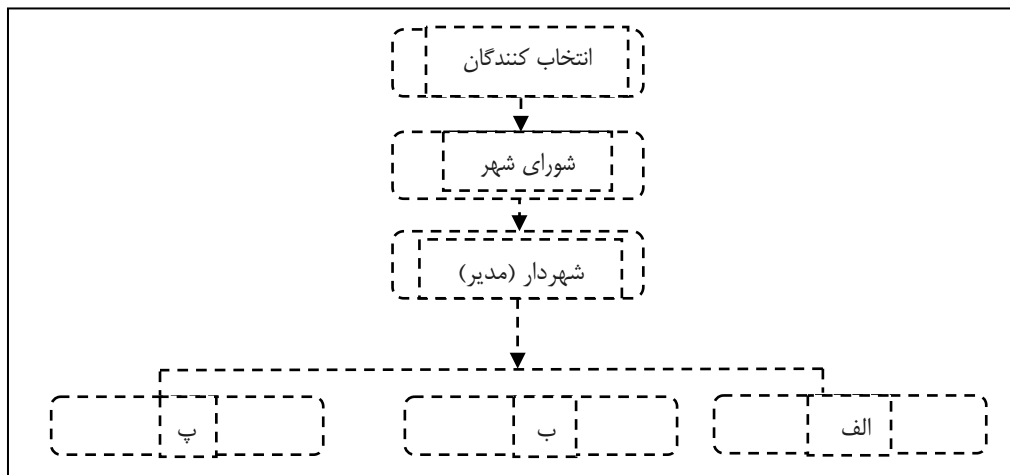 انتخاب کنندگان
شورای شهر
شهردار (مدیر)
الف
ب
پ